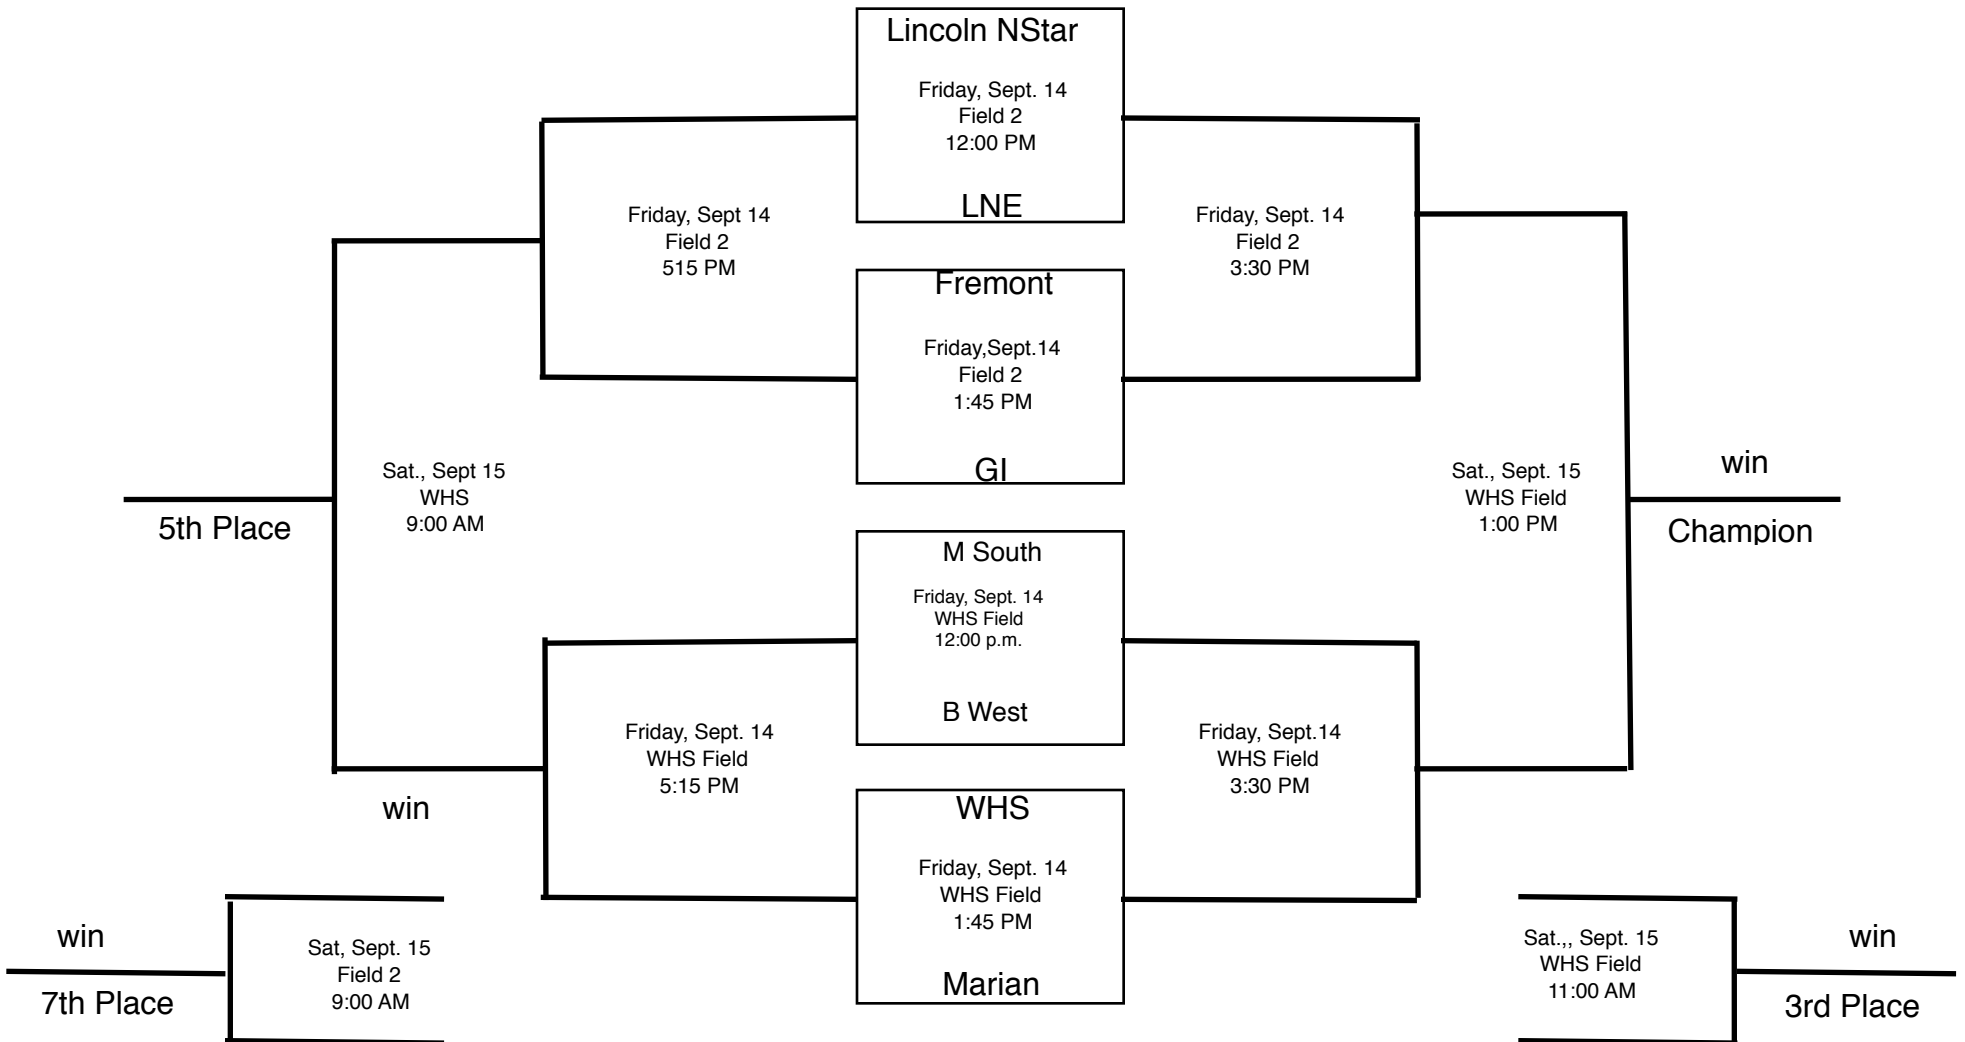 Lincoln NStar
Friday, Sept. 14
Field 2
12:00 PM
LNE
Friday, Sept 14
Field 2
515 PM
Friday, Sept. 14
Field 2
3:30 PM
Fremont
Friday,Sept.14
Field 2
1:45 PM
GI
Sat., Sept 15
WHS
9:00 AM
5th Place
Sat., Sept. 15
WHS Field
1:00 PM
win
Champion
M South
Friday, Sept. 14
WHS Field
12:00 p.m.
B West
Friday, Sept. 14
WHS Field
5:15 PM
Friday, Sept.14
WHS Field
3:30 PM
win
WHS
Friday, Sept. 14
WHS Field
1:45 PM
Marian
win
7th Place
Sat, Sept. 15
Field 2
9:00 AM
Sat.,, Sept. 15
WHS Field
11:00 AM
win
3rd Place